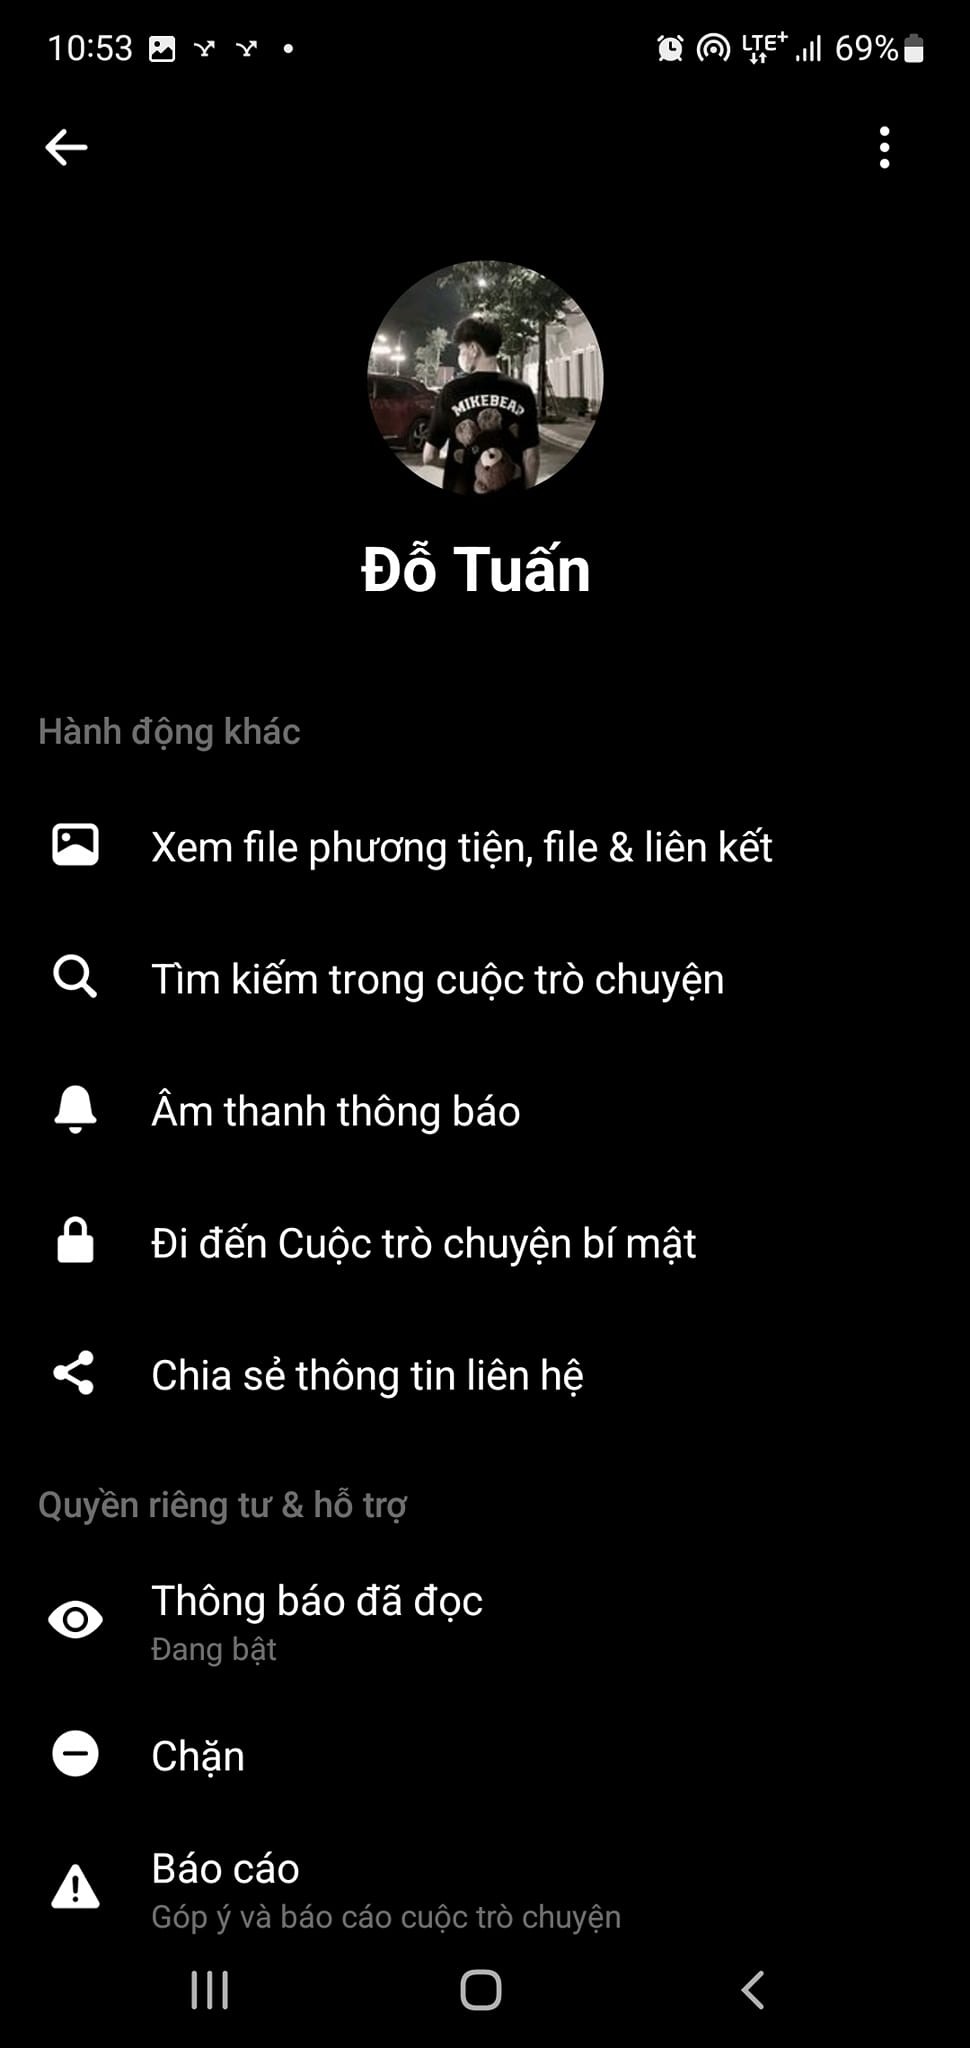 10:53
LTE+ 69%
MIKEBEAR
Đỗ Tuấn
Hành động khác
Xem file phương tiện, file & liên kết
Tìm kiếm trong cuộc trò chuyện
Âm thanh thông báo
Đi đến Cuộc trò chuyện bí mật
Chia sẻ thông tin liên hệ
Quyền riêng tư & hỗ trợ
Thông báo đã đọc
Đang bật
Chặn
Báo cáo
Góp ý và báo cáo cuộc trò chuyện